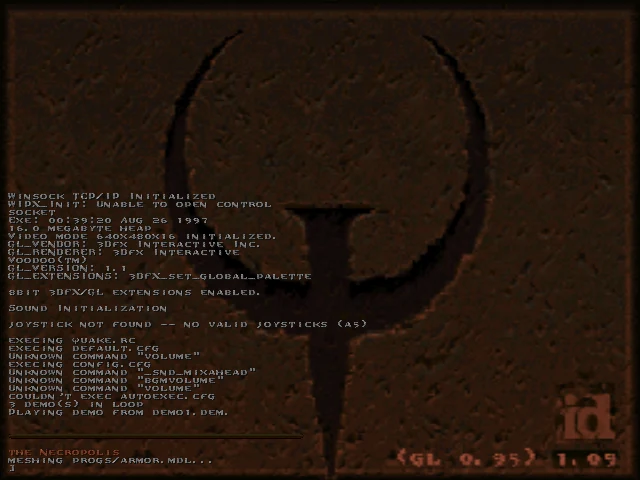 WINSOCK TCP/IP INITIALIZED
WIPX_INIT: UNABLE TO OPEN CONTROL
SOCKET
EXE: 00:39:20 AUG 26 1997
16.0 MEGABYTE HEAP
VIDEO MODE 640X480X16 INITIALIZED.
GL_VENDOR: 3DFX INTERACTIVE INC.
GL_RENDERER: 3DFX INTERACTIVE
VOODOO(TM)
GL_VERSION: 1.1
GL_EXTENSIONS: 3DFX_SET_GLOBAL_PALETTE
8BIT 3DFX/GL EXTENSIONS ENABLED.
SOUND INITIALIZATION
JOYSTICK NOT FOUND -- NO VALID JOYSTICKS (A5)
EXECING QUAKE.RC
EXECING DEFAULT.CFG
UNKNOWN COMMAND "VOLUME"
EXECING CONFIG.CFG
UNKNOWN COMMAND "_SND_MIXAHEAD"
UNKNOWN COMMAND "BGMVOLUME"
UNKNOWN COMMAND "VOLUME"
COULDN'T EXEC AUTOEXEC.CFG
3 DEMO(S) IN LOOP
PLAYING DEMO FROM DEMO1.DEM.
THE NECROPOLIS
MESHING PROGS/ARMOR.MDL...
]
id
(GL 0.95) 1.09